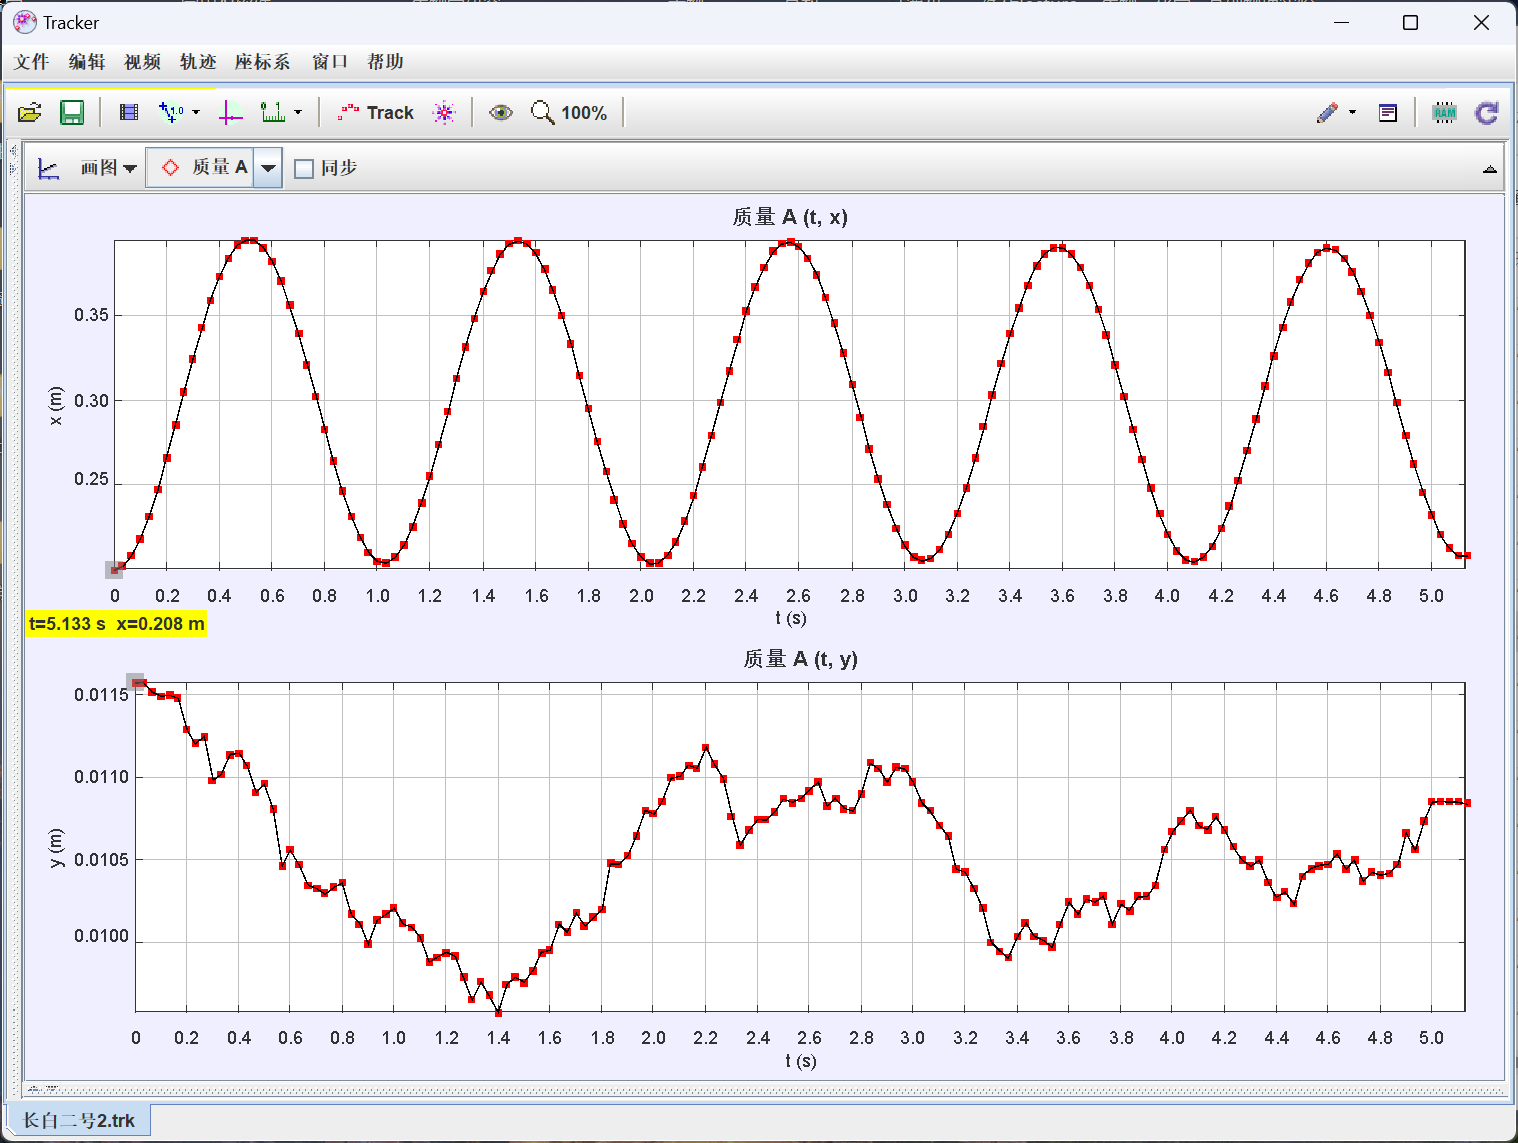 Tracker
文件 编辑 视频 轨迹 座标系 窗口 帮助
1.0 0 1 Track 100% RAM
画图 质量 A 同步
质量 A (t, x)
0.35
0.30
0.25
x (m)
0 0.2 0.4 0.6 0.8 1.0 1.2 1.4 1.6 1.8 2.0 2.2 2.4 2.6 2.8 3.0 3.2 3.4 3.6 3.8 4.0 4.2 4.4 4.6 4.8 5.0
t (s)
t=5.133 s x=0.208 m
质量 A (t, y)
0.0115
0.0110
0.0105
0.0100
y (m)
0 0.2 0.4 0.6 0.8 1.0 1.2 1.4 1.6 1.8 2.0 2.2 2.4 2.6 2.8 3.0 3.2 3.4 3.6 3.8 4.0 4.2 4.4 4.6 4.8 5.0
t (s)
长白二号2.trk